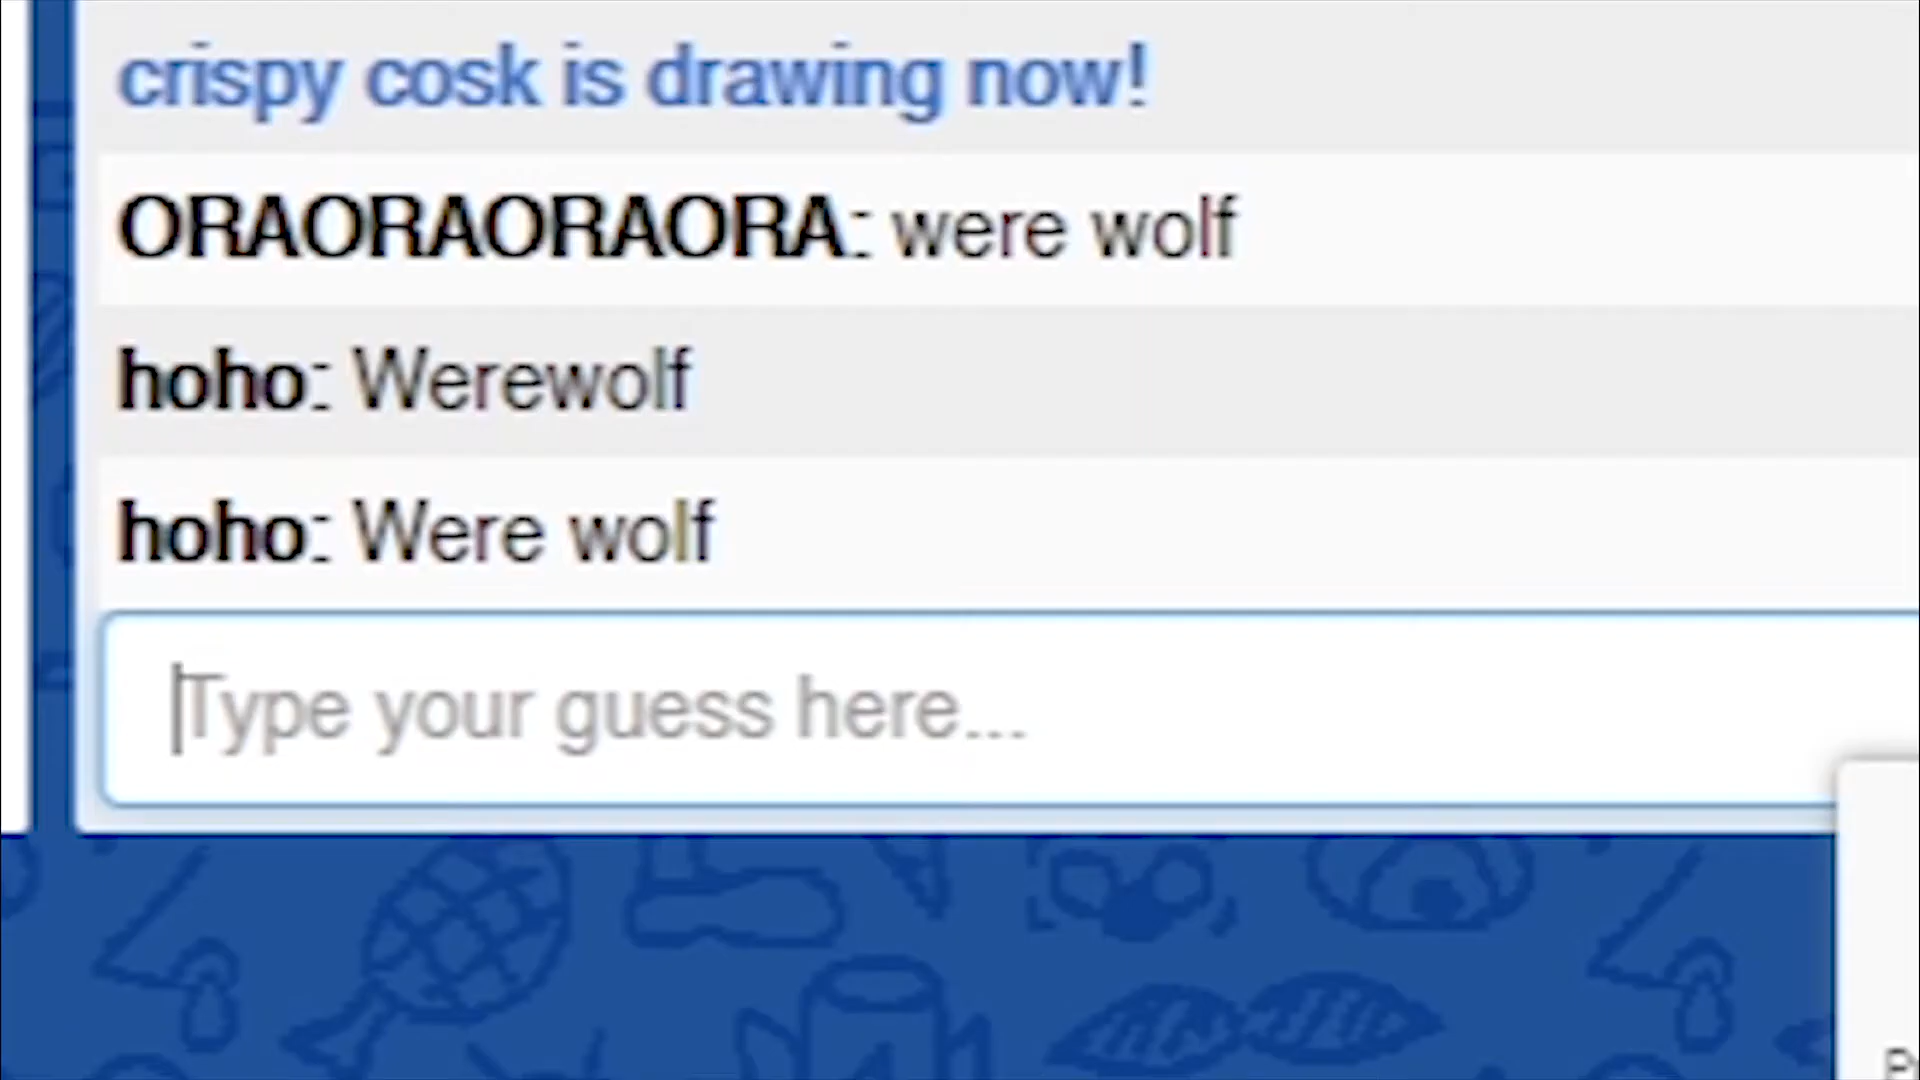 crispy cosk is drawing now!
ORAORAORAORA: were wolf
hoho: Werewolf
hoho: Were wolf
Type your guess here...